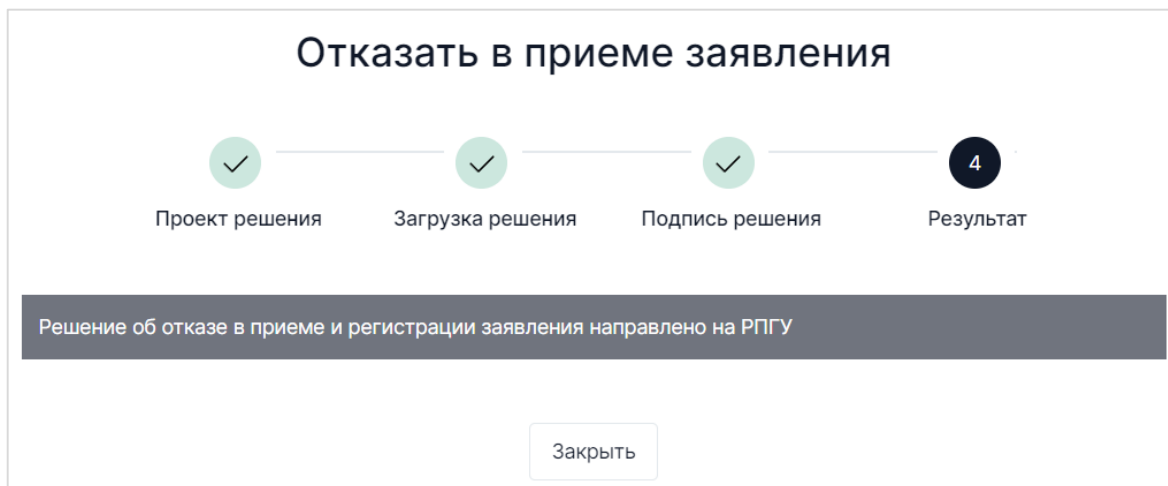 Отказать в приеме заявления
4
Проект решения Загрузка решения Подпись решения Результат
Решение об отказе в приеме и регистрации заявления направлено на РПГУ
Закрыть